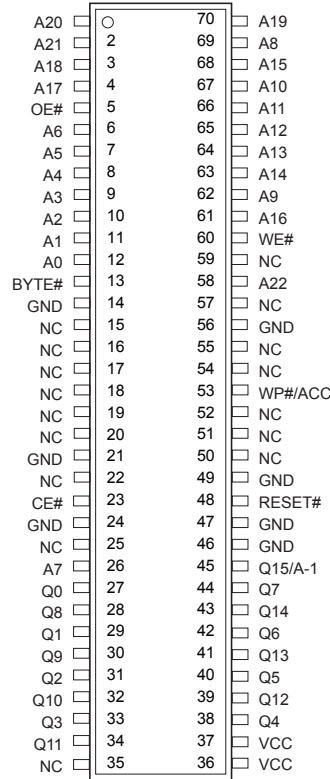 A20 70 A19
A21 2 69 A8
A18 3 68 A15
A17 4 67 A10
OE# 5 66 A11
A6 6 65 A12
A5 7 64 A13
A4 8 63 A14
A3 9 62 A9
A2 10 61 A16
A1 11 60 WE#
A0 12 59 NC
BYTE# 13 58 A22
GND 14 57 NC
NC 15 56 GND
NC 16 55 NC
NC 17 54 NC
NC 18 53 WP#/ACC
NC 19 52 NC
NC 20 51 NC
GND 21 50 NC
NC 22 49 GND
CE# 23 48 RESET#
GND 24 47 GND
NC 25 46 GND
A7 26 45 Q15/A-1
Q0 27 44 Q7
Q8 28 43 Q14
Q1 29 42 Q6
Q9 30 41 Q13
Q2 31 40 Q5
Q10 32 39 Q12
Q3 33 38 Q4
Q11 34 37 VCC
NC 35 36 VCC